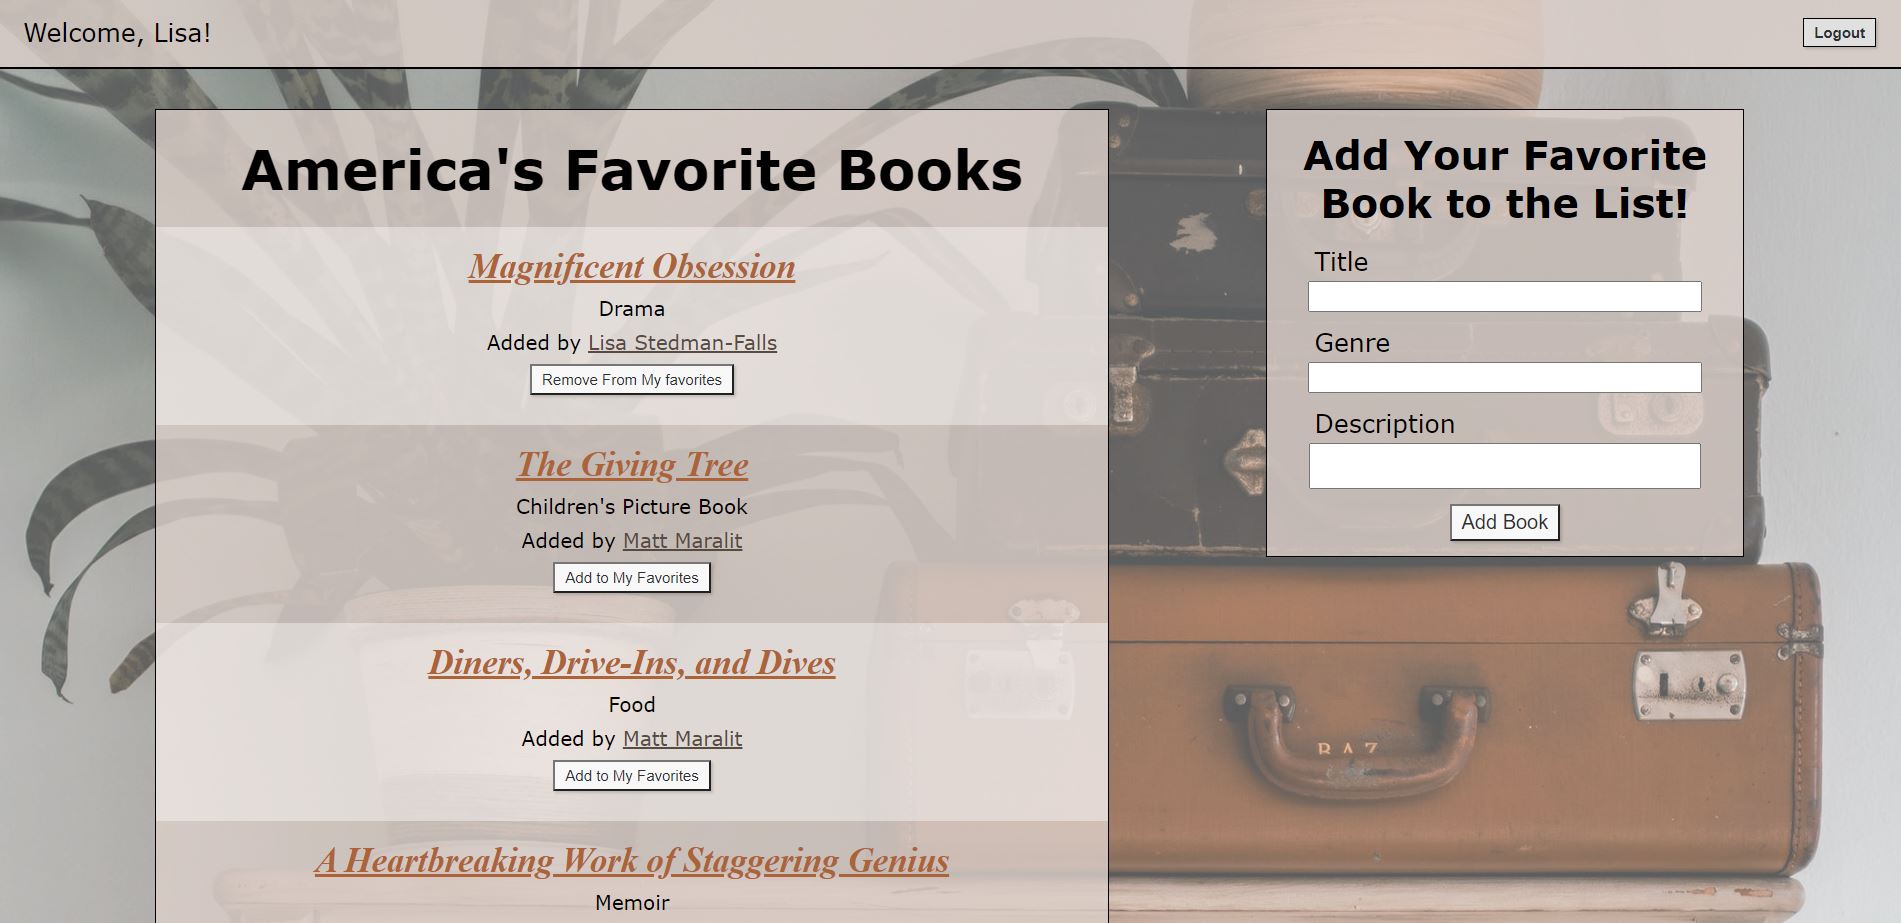 Welcome, Lisa!
Logout
America's Favorite Books
Magnificent Obsession
Drama
Added by Lisa Stedman-Falls
Remove From My favorites
The Giving Tree
Children's Picture Book
Added by Matt Maralit
Add to My Favorites
Diners, Drive-Ins, and Dives
Food
Added by Matt Maralit
Add to My Favorites
A Heartbreaking Work of Staggering Genius
Memoir
Add Your Favorite
Book to the List!
Title
Genre
Description
Add Book
B A Z